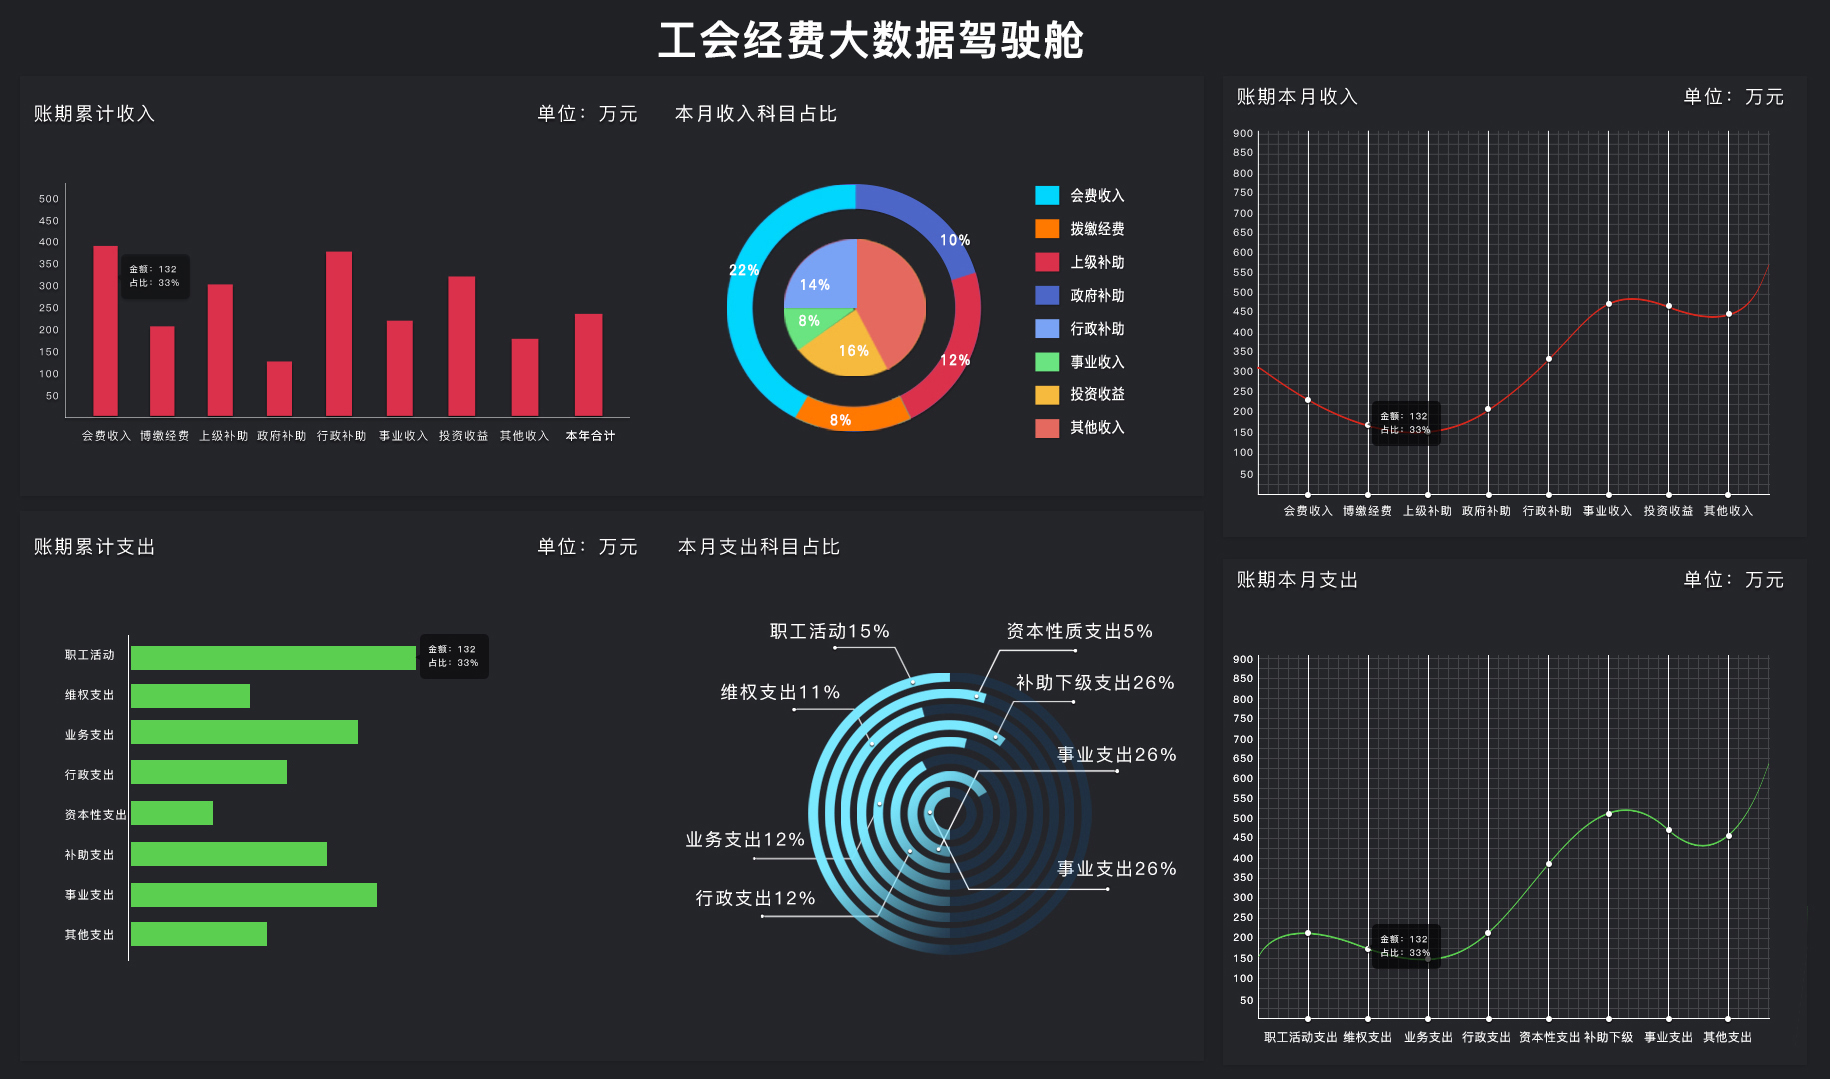 工会经费大数据驾驶舱
账期累计收入
单位：万元
500
450
400
350
300
250
200
150
100
50
金额：132
占比：33%
会费收入 博缴经费 上级补助 政府补助 行政补助 事业收入 投资收益 其他收入 本年合计
本月收入科目占比
10%
22%
14%
8%
16%
12%
8%
会费收入
拨缴经费
上级补助
政府补助
行政补助
事业收入
投资收益
其他收入
账期本月收入
单位：万元
900
850
800
750
700
650
600
550
500
450
400
350
300
250
200
150
100
50
金额：132
占比：33%
会费收入 博缴经费 上级补助 政府补助 行政补助 事业收入 投资收益 其他收入
账期累计支出
单位：万元
职工活动
维权支出
业务支出
行政支出
资本性支出
补助支出
事业支出
其他支出
金额：132
占比：33%
本月支出科目占比
职工活动15%
资本性质支出5%
维权支出11%
补助下级支出26%
事业支出26%
业务支出12%
事业支出26%
行政支出12%
账期本月支出
单位：万元
900
850
800
750
700
650
600
550
500
450
400
350
300
250
200
150
100
50
金额：132
占比：33%
职工活动支出 维权支出 业务支出 行政支出 资本性支出 补助下级 事业支出 其他支出